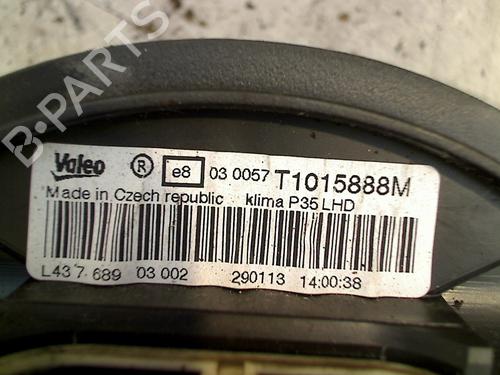 B-PARTS
Valeo ® e8 03 0057 T1015888M
Made in Czech republic klima P35 LHD
L43 7 689 03 002 290113 14:00:38